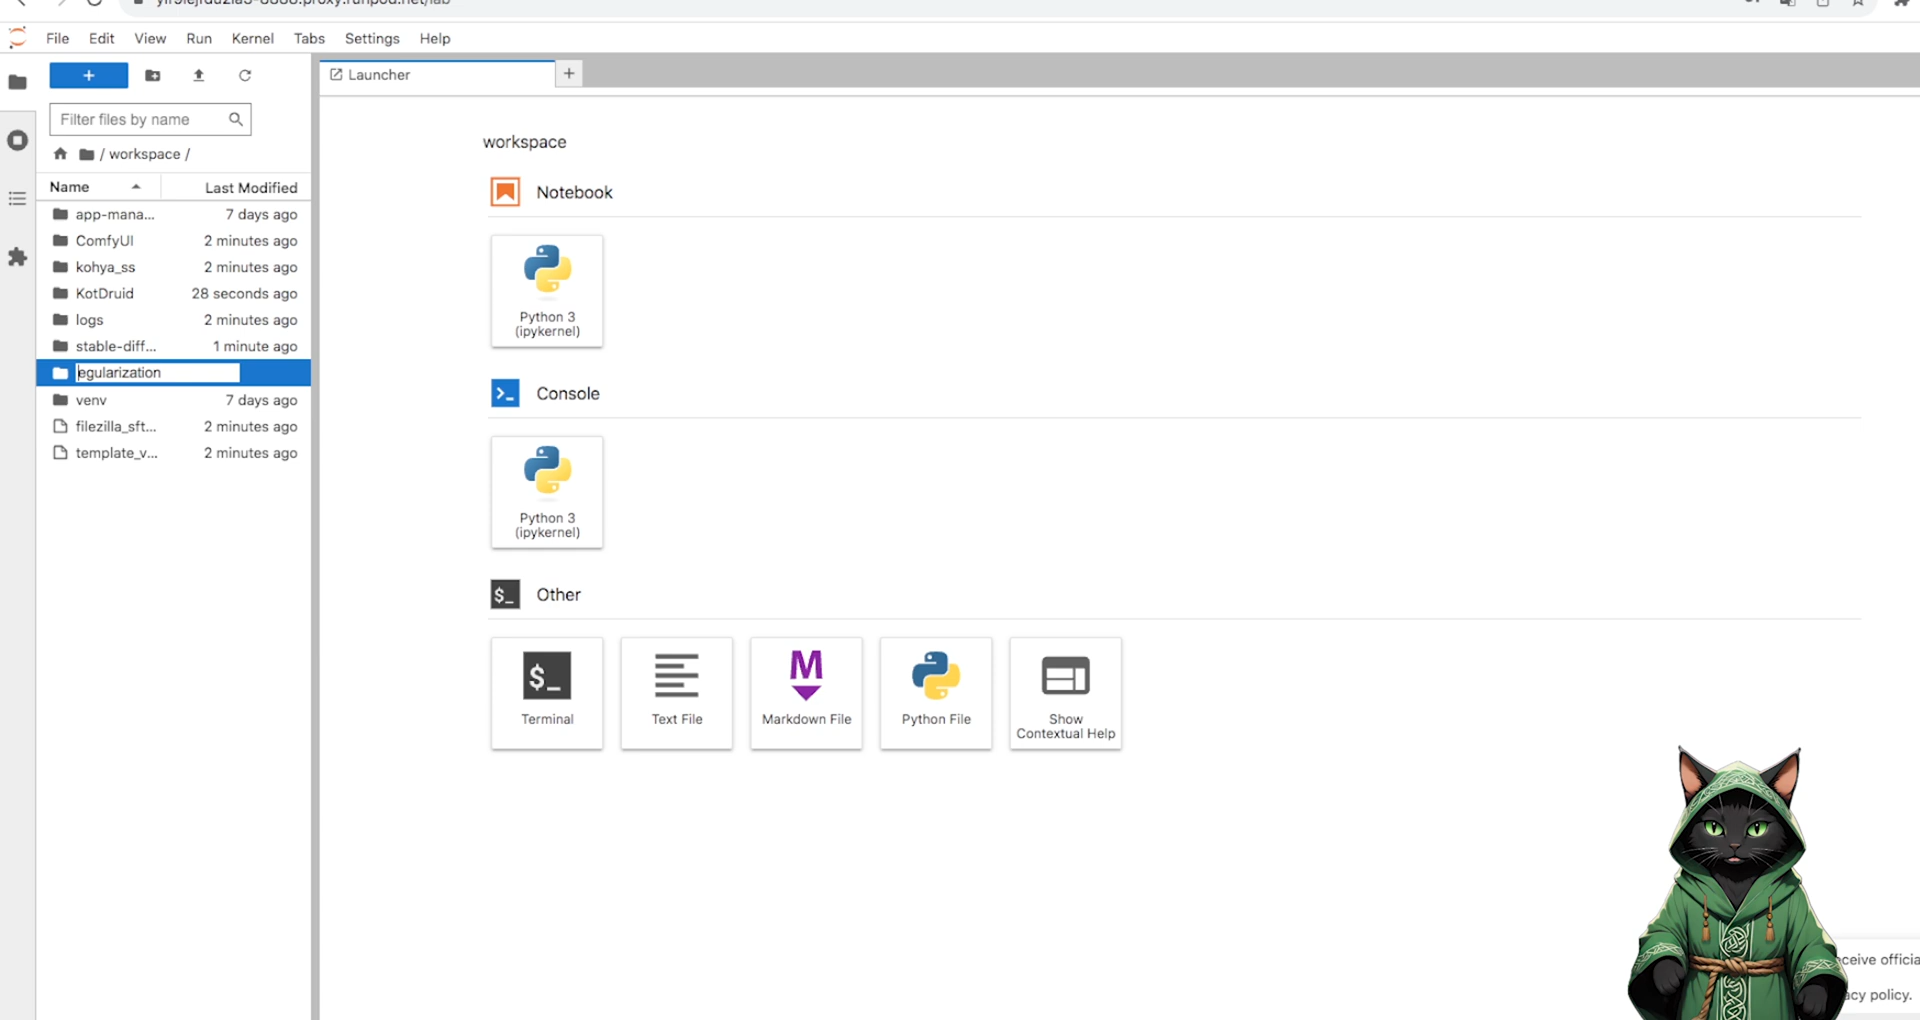 File Edit View Run Kernel Tabs Settings Help
+
Launcher +
Filter files by name
/ workspace /
Name Last Modified
app-mana... 7 days ago
ComfyUI 2 minutes ago
kohya_ss 2 minutes ago
KotDruid 28 seconds ago
logs 2 minutes ago
stable-diff... 1 minute ago
egularization
venv 7 days ago
filezilla_sft... 2 minutes ago
template_v... 2 minutes ago
workspace
Notebook
Python 3
(ipykernel)
Console
Python 3
(ipykernel)
$_ Other
$_
Terminal
Text File
M
Markdown File
Python File
Show
Contextual Help
ceive officia
acy policy.